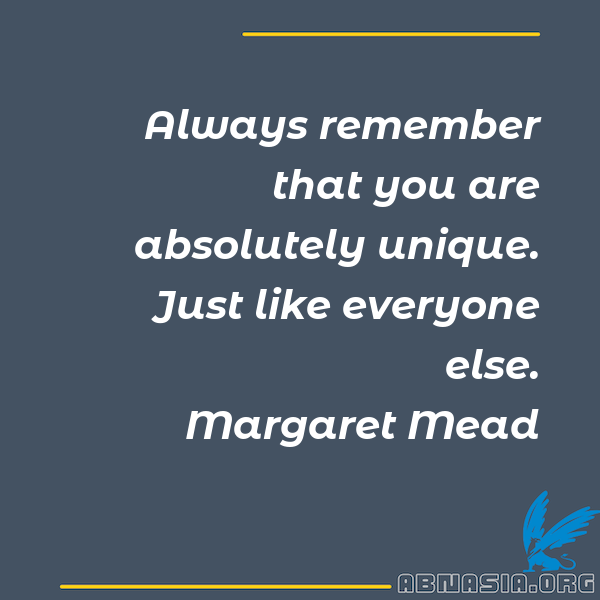 Always remember
that you are
absolutely unique.
Just like everyone
else.
Margaret Mead
ABNASIA.ORG